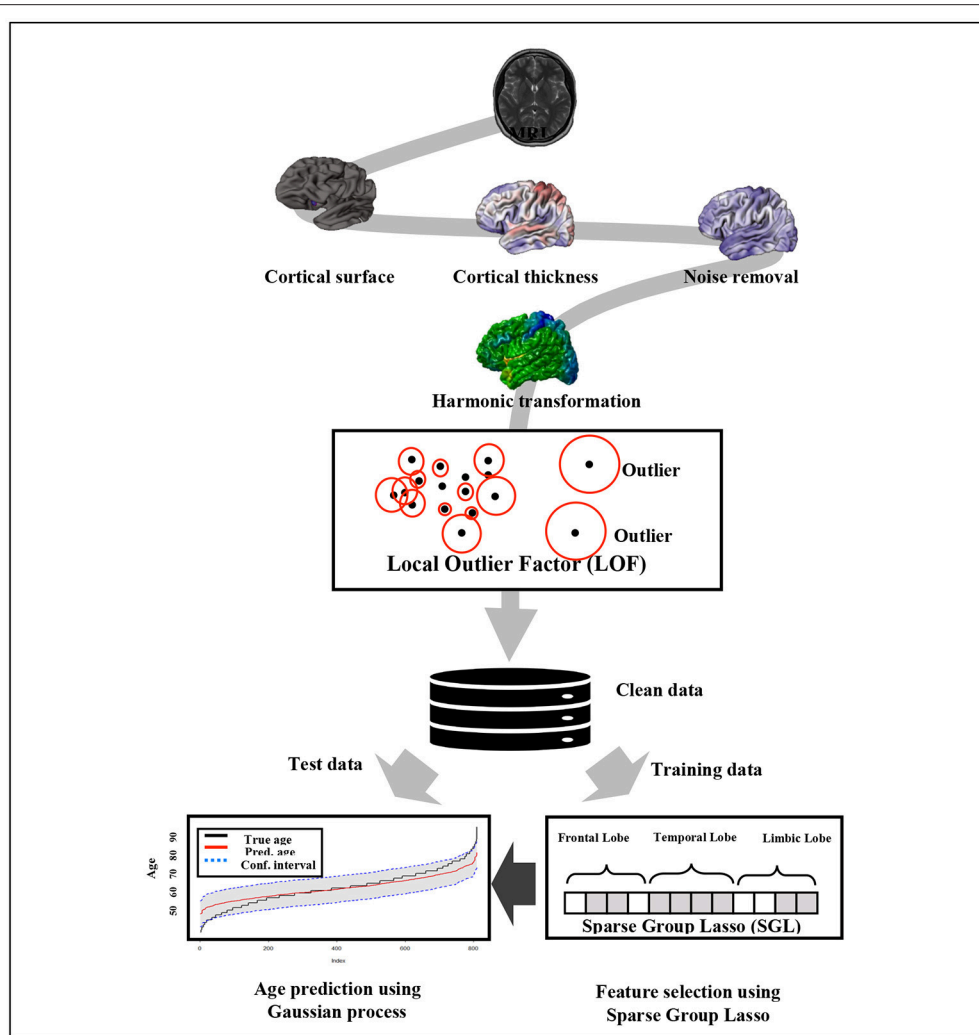 MRI
Cortical surface
Cortical thickness
Noise removal
Harmonic transformation
Outlier
Outlier
Local Outlier Factor (LOF)
Clean data
Test data
Training data
True age
Pred. age
Conf. interval
Age
90
80
70
60
50
0
200
400
600
800
Index
Frontal Lobe
Temporal Lobe
Limbic Lobe
Sparse Group Lasso (SGL)
Age prediction using
Gaussian process
Feature selection using
Sparse Group Lasso